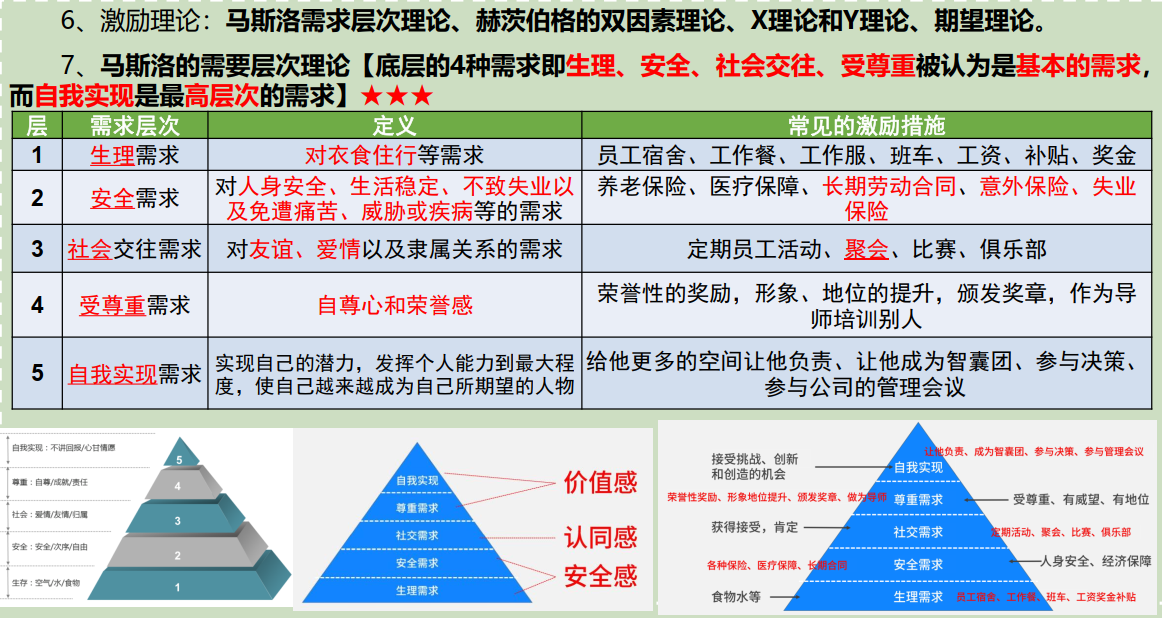 6、激励理论：马斯洛需求层次理论、赫茨伯格的双因素理论、X理论和Y理论、期望理论。
7、马斯洛的需要层次理论【底层的4种需求即生理、安全、社会交往、受尊重被认为是基本的需求，
而自我实现是最高层次的需求】★★★
层 需求层次 定义 常见的激励措施
1 生理需求 对衣食住行等需求 员工宿舍、工作餐、工作服、班车、工资、补贴、奖金
2 安全需求 对人身安全、生活稳定、不致失业以
及免遭痛苦、威胁或疾病等的需求
养老保险、医疗保障、长期劳动合同、意外保险、失业
保险
3 社会交往需求 对友谊、爱情以及隶属关系的需求 定期员工活动、聚会、比赛、俱乐部
4 受尊重需求 自尊心和荣誉感
荣誉性的奖励，形象、地位的提升，颁发奖章，作为导
师培训别人
5 自我实现需求
实现自己的潜力，发挥个人能力到最大程
度，使自己越来越成为自己所期望的人物
给他更多的空间让他负责、让他成为智囊团、参与决策、
参与公司的管理会议
自我实现：不讲回报/心甘情愿
尊重：自尊/成就/责任
社会：爱情/友情/归属
安全：安全/次序/自由
生存：空气/水/食物
5
4
3
2
1
自我实现
尊重需求
社交需求
安全需求
生理需求
价值感
认同感
安全感
让他负责、成为智囊团、参与决策、参与管理会议
接受挑战、创新
和创造的机会
自我实现
荣誉性奖励、形象地位提升、颁发奖章、做为导师
尊重需求
受尊重、有威望、有地位
获得接受，肯定
社交需求
定期活动、聚会、比赛、俱乐部
各种保险、医疗保障、长期合同
安全需求
人身安全、经济保障
食物水等
生理需求
员工宿舍、工作餐、班车、工资奖金补贴